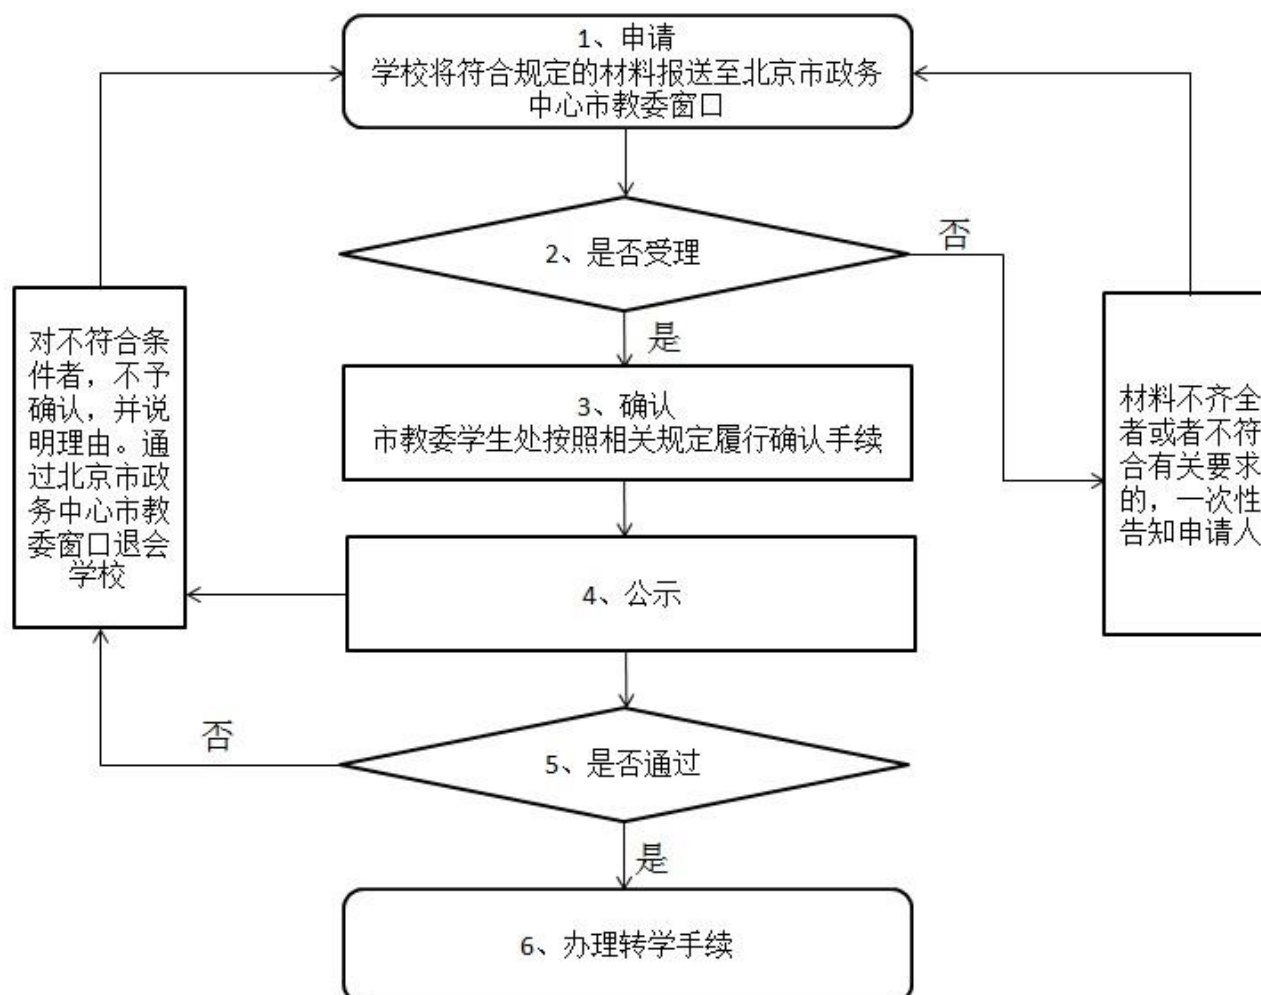 1、申请
学校将符合规定的材料报送至北京市政务
中心市教委窗口
2、是否受理
否
是
对不符合条
件者，不予
确认，并说
明理由。通
过北京市政
务中心市教
委窗口退会
学校
3、确认
市教委学生处按照相关规定履行确认手续
材料不齐全
者或者不符
合有关要求
的，一次性
告知申请人
4、公示
否
5、是否通过
是
6、办理转学手续